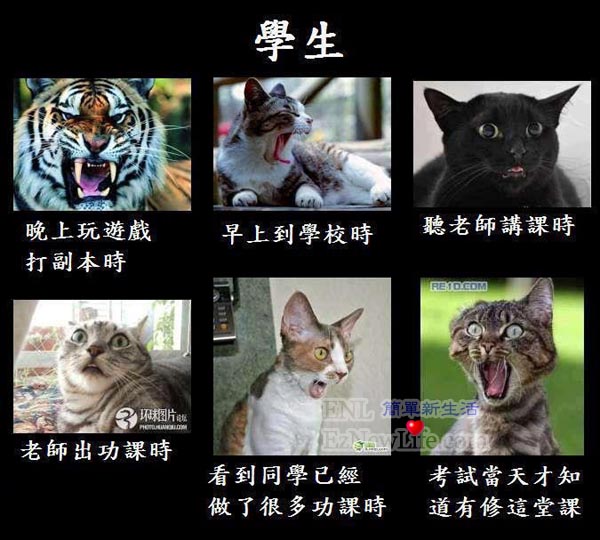 學生
晚上玩遊戲
打副本時
早上到學校時
聽老師講課時
RE10.COM
老師出功課時
环球图片 论坛
PHOTO.HUANQIU.COM
看到同學已經
做了很多功課時
ENL 簡單新生活
EzNewLife.com
考試當天才知
道有修這堂課